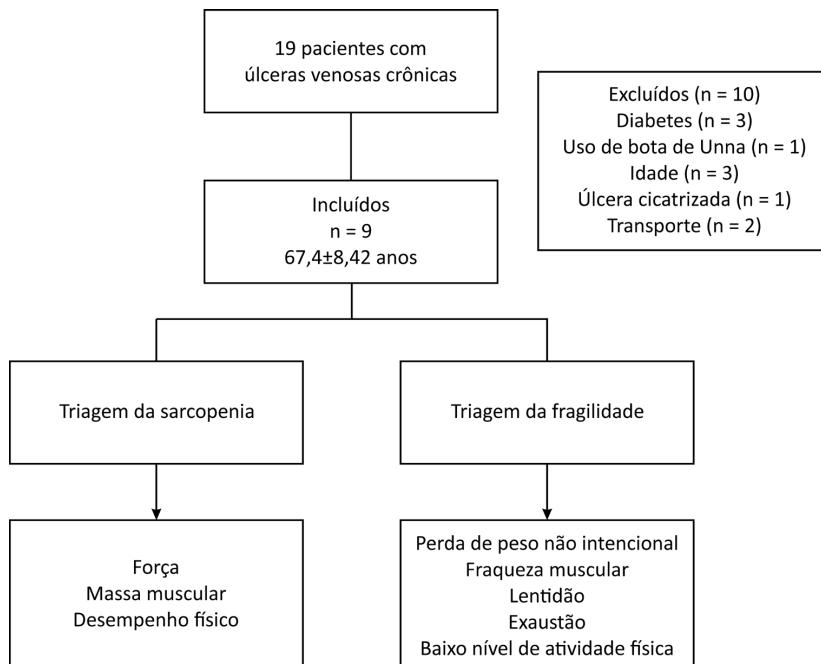 19 pacientes com
úlceras venosas crônicas
Excluídos (n = 10)
Diabetes (n = 3)
Uso de bota de Unna (n = 1)
Idade (n = 3)
Úlcera cicatrizada (n = 1)
Transporte (n = 2)
Incluídos
n = 9
67,4±8,42 anos
Triagem da sarcopenia
Triagem da fragilidade
Força
Massa muscular
Desempenho físico
Perda de peso não intencional
Fraqueza muscular
Lentidão
Exaustão
Baixo nível de atividade física